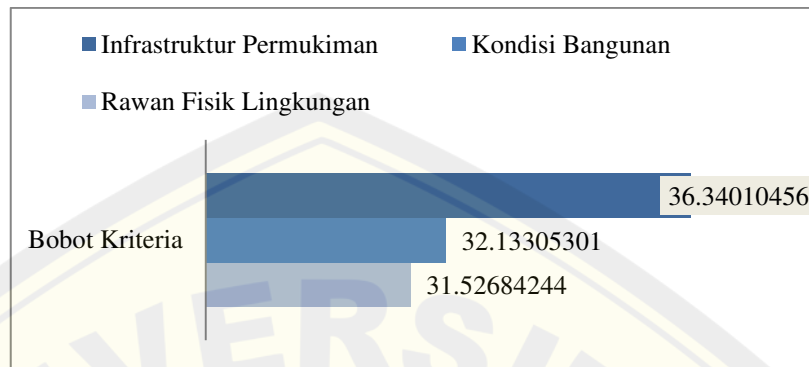 Infrastruktur Permukiman Kondisi Bangunan
Rawan Fisik Lingkungan
36.34010456
Bobot Kriteria 32.13305301
31.52684244